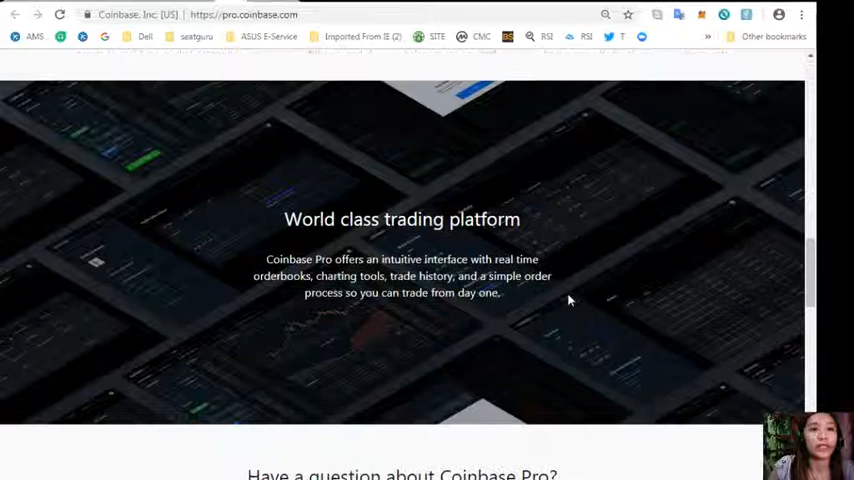 Coinbase, Inc. [US] | https://pro.coinbase.com
AMS Dell seatguru ASUS E-Service Imported From IE (2) SITE CMC BS RSI RSI T » Other bookmarks
World class trading platform
Coinbase Pro offers an intuitive interface with real time
orderbooks, charting tools, trade history, and a simple order
process so you can trade from day one.
Have a question about Coinbase Pro?